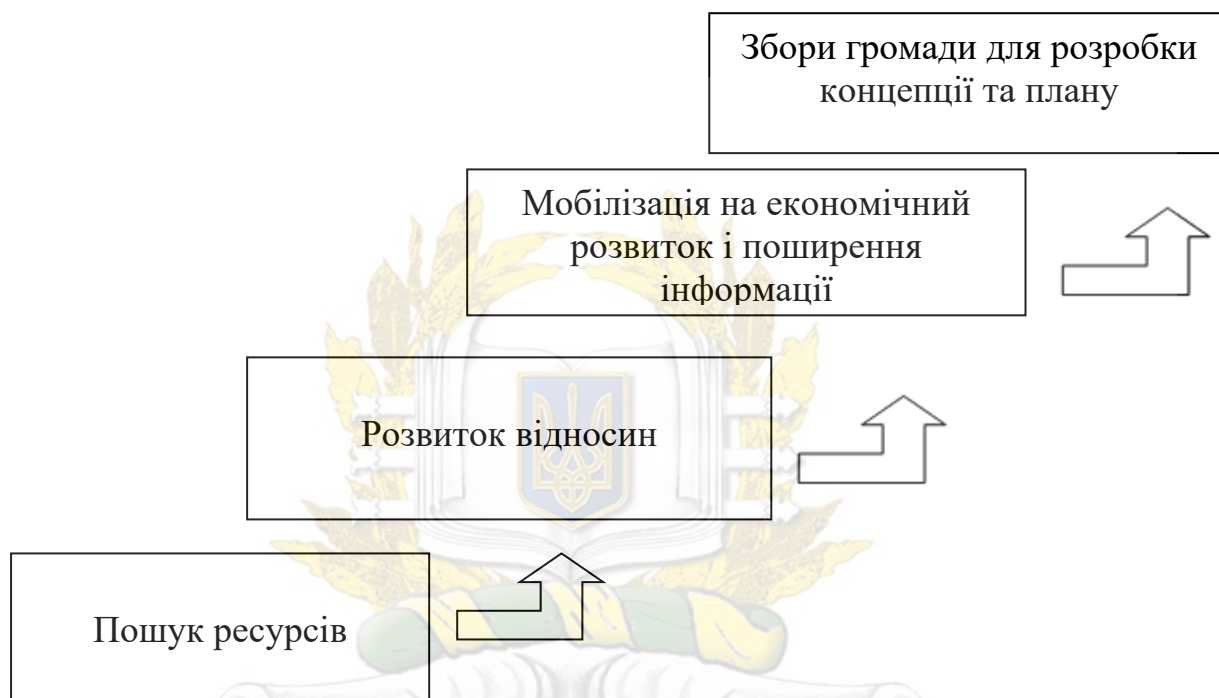 Збори громади для розробки
концепції та плану
Мобілізація на економічний
розвиток і поширення
інформації
Розвиток відносин
Пошук ресурсів